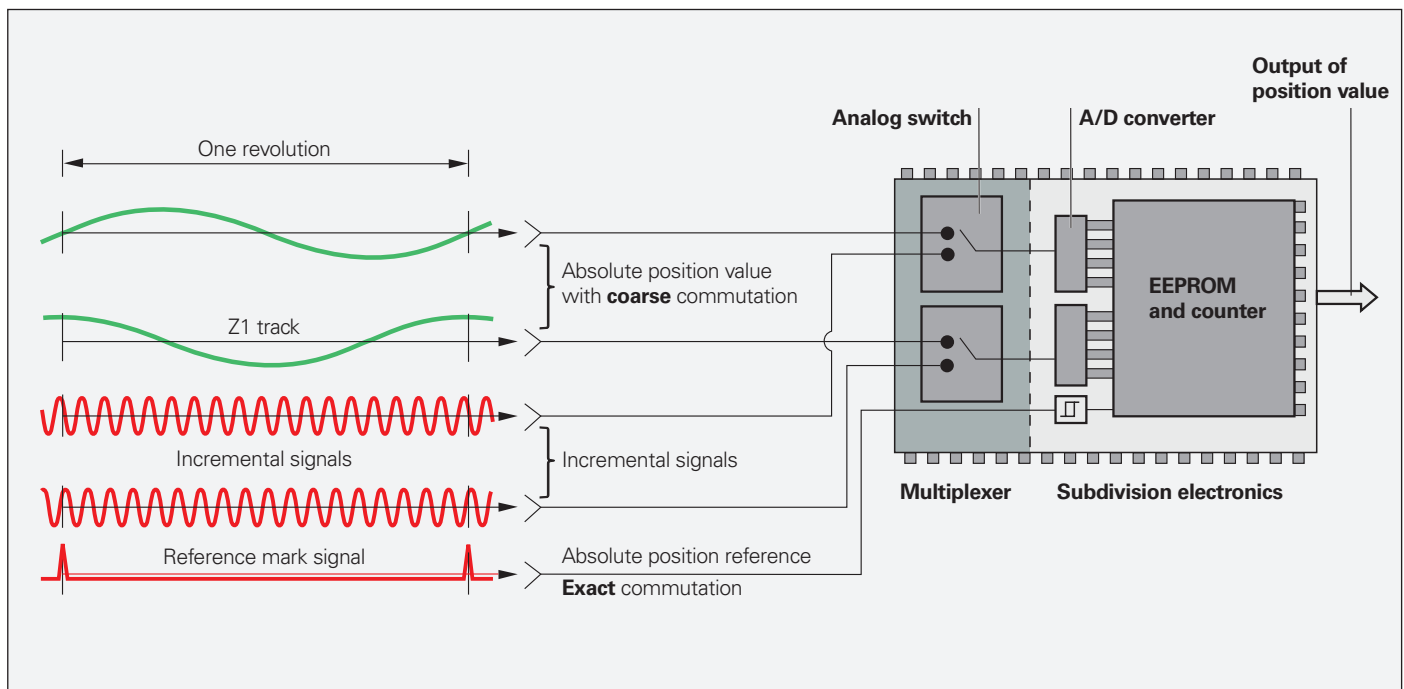 Output of
position value
Analog switch
A/D converter
One revolution
Absolute position value
with coarse commutation
EEPROM
and counter
Z1 track
Incremental signals
Incremental signals
Multiplexer
Subdivision electronics
Reference mark signal
Absolute position reference
Exact commutation